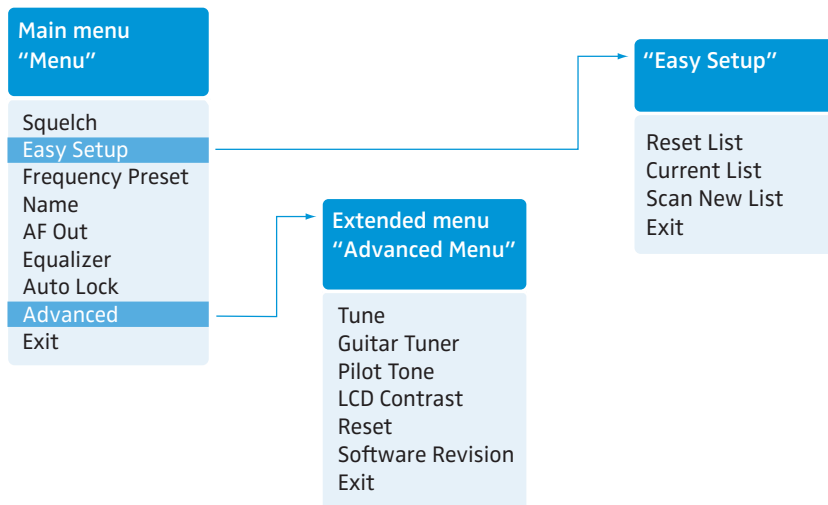 Main menu
“Menu”
Squelch
Easy Setup
Frequency Preset
Name
AF Out
Equalizer
Auto Lock
Advanced
Exit
Extended menu
“Advanced Menu”
Tune
Guitar Tuner
Pilot Tone
LCD Contrast
Reset
Software Revision
Exit
“Easy Setup”
Reset List
Current List
Scan New List
Exit